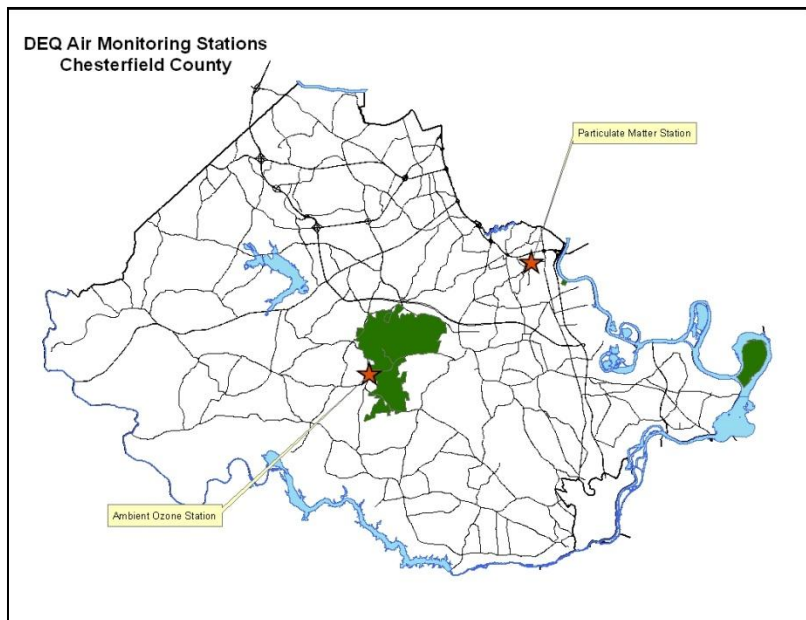 DEQ Air Monitoring Stations
Chesterfield County
Particulate Matter Station
Ambient Ozone Station